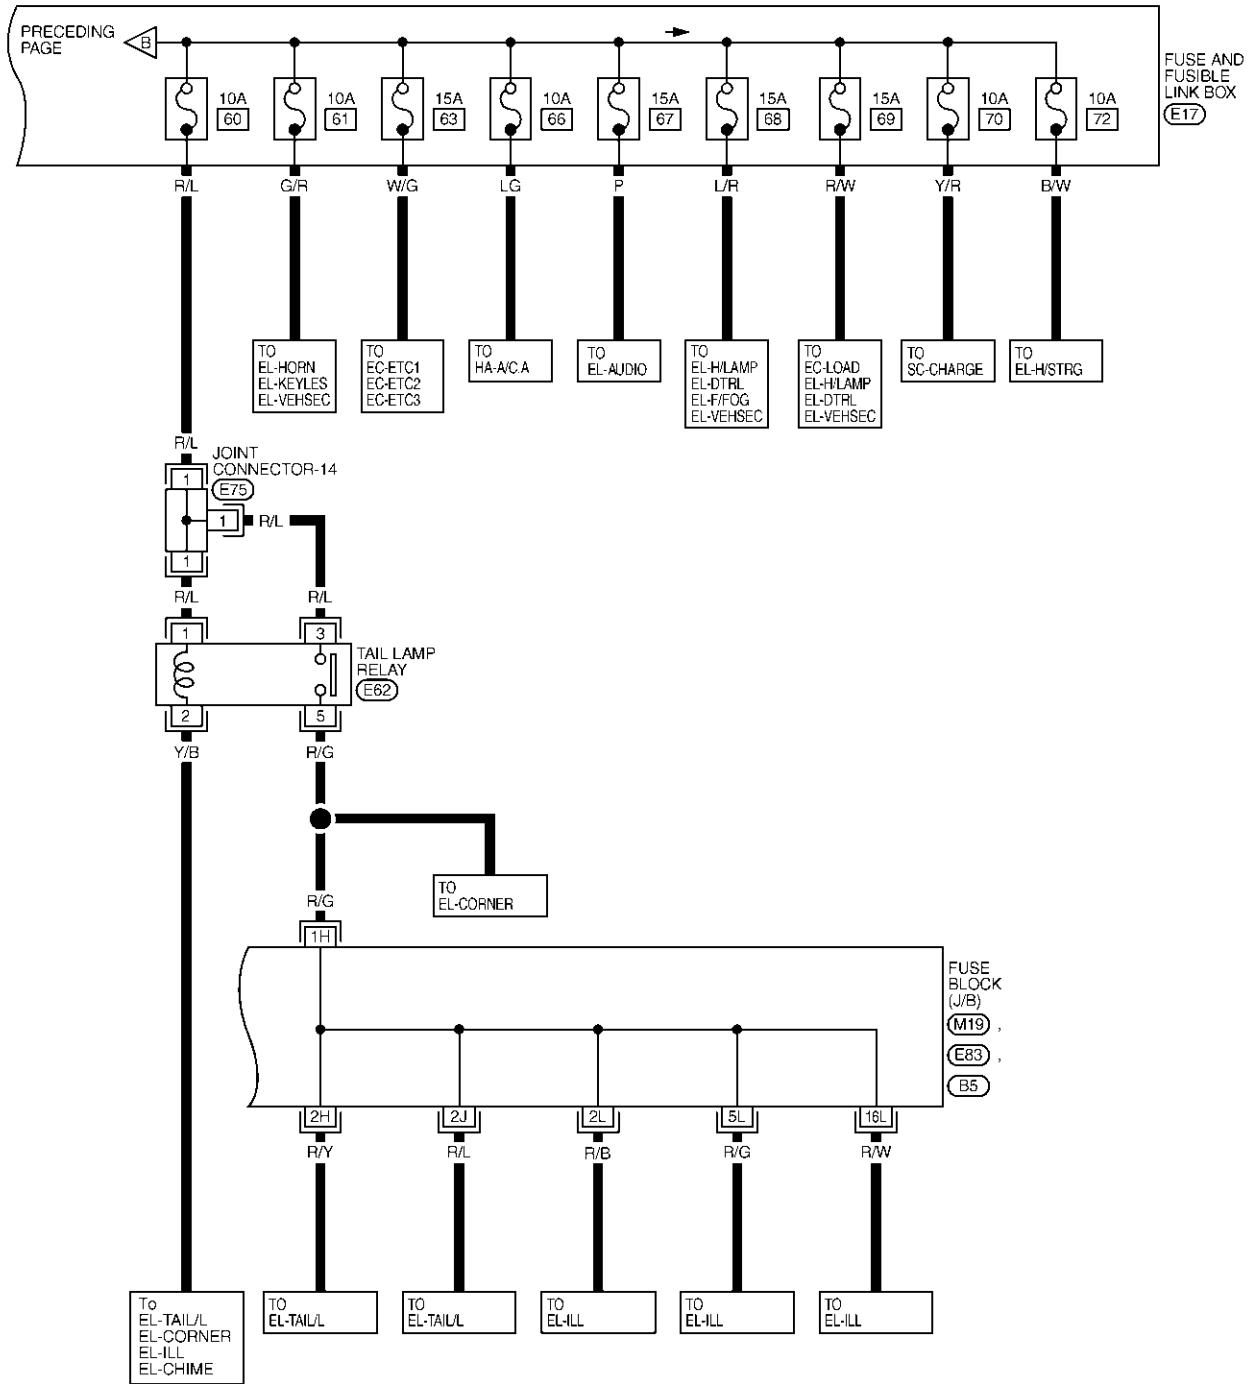 PRECEDING
PAGE
B
FUSE AND
FUSIBLE
LINK BOX
E17
10A
60
10A
61
15A
63
10A
66
15A
67
15A
68
15A
69
10A
70
10A
72
R/L
G/R
W/G
LG
P
L/R
R/W
Y/R
B/W
TO
EL-HORN
EL-KEYLES
EL-VEHSEC
TO
EC-ETC1
EC-ETC2
EC-ETC3
TO
HA-A/C.A
TO
EL-AUDIO
TO
EL-H/LAMP
EL-DTRL
EL-F/FOG
EL-VEHSEC
TO
EC-LOAD
EL-H/LAMP
EL-DTRL
EL-VEHSEC
TO
SC-CHARGE
TO
EL-H/STRG
R/L
JOINT
CONNECTOR-14
E75
1
1
R/L
1
R/L
R/L
1
3
TAIL LAMP
RELAY
E62
2
5
Y/B
R/G
TO
EL-CORNER
R/G
1H
FUSE
BLOCK
(J/B)
M19 ,
E83 ,
B5
2H
2J
2L
5L
16L
R/Y
R/L
R/B
R/G
R/W
To
EL-TAIL/L
EL-CORNER
EL-ILL
EL-CHIME
TO
EL-TAIL/L
TO
EL-TAIL/L
TO
EL-ILL
TO
EL-ILL
TO
EL-ILL